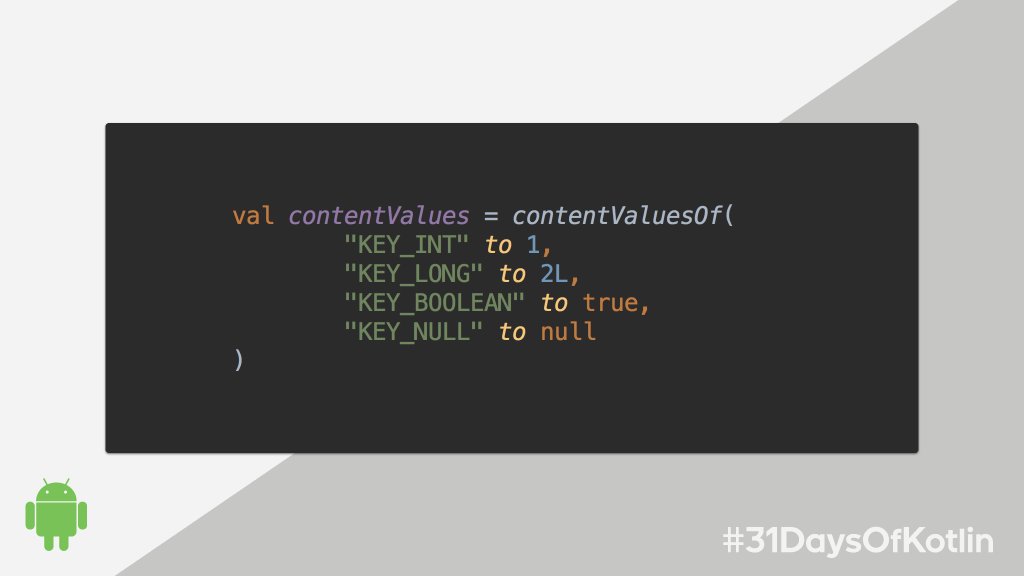 val contentValues = contentValuesOf(
"KEY_INT" to 1,
"KEY_LONG" to 2L,
"KEY_BOOLEAN" to true,
"KEY_NULL" to null
)
#31DaysOfKotlin